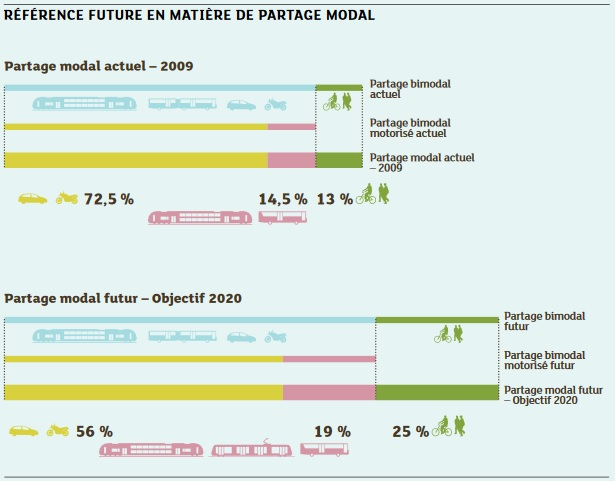 RÉFÉRENCE FUTURE EN MATIÈRE DE PARTAGE MODAL
Partage modal actuel – 2009
Partage bimodal
actuel
Partage bimodal
motorisé actuel
Partage modal actuel
– 2009
72,5 % 14,5 % 13 %
Partage modal futur – Objectif 2020
Partage bimodal
futur
Partage bimodal
motorisé futur
Partage modal futur
– Objectif 2020
56 % 19 % 25 %